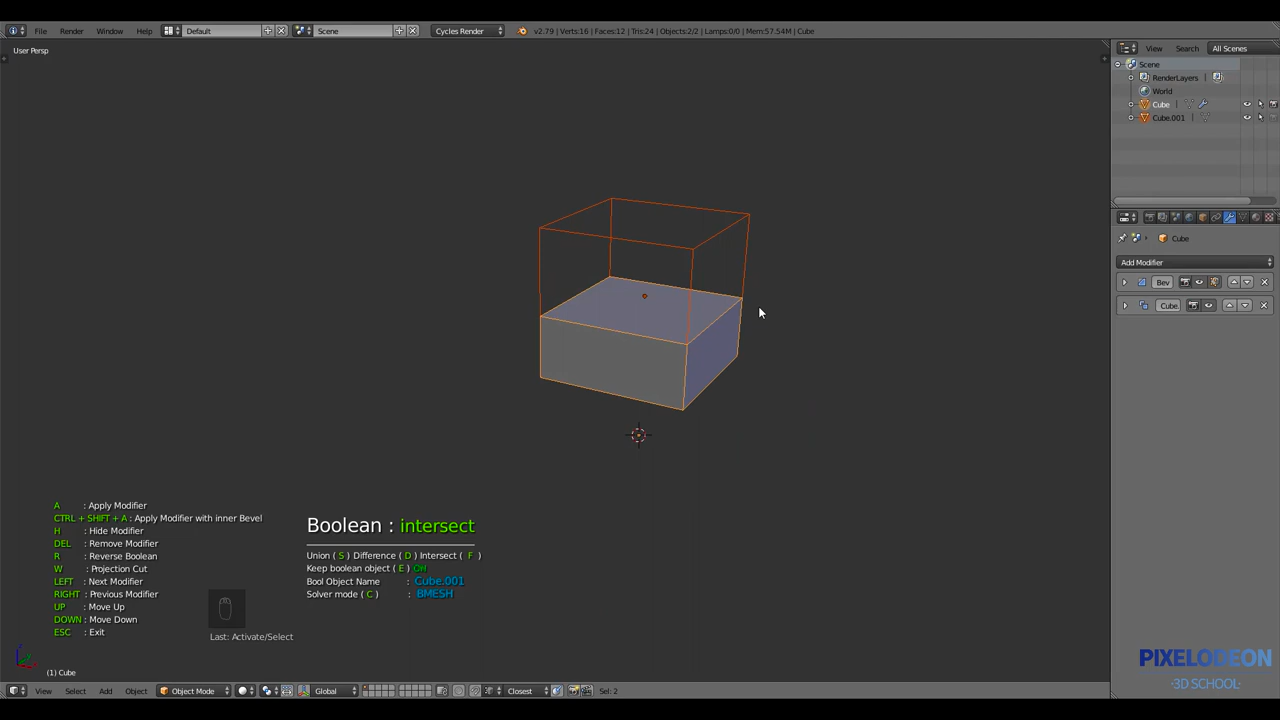 File Render Window Help Default Scene Cycles Render v2.79 | Verts:16 | Faces:12 | Tris:24 | Objects:2/2 | Lamps:0/0 | Mem:57.54M | Cube
User Persp
View Search All Scenes
Scene
RenderLayers
World
Cube
Cube.001
Cube
Add Modifier
Bev
Cube.
A : Apply Modifier
CTRL + SHIFT + A : Apply Modifier with inner Bevel
H : Hide Modifier
DEL : Remove Modifier
R : Reverse Boolean
W : Projection Cut
LEFT : Next Modifier
RIGHT : Previous Modifier
UP : Move Up
DOWN : Move Down
ESC : Exit
Last: Activate/Select
Boolean : intersect
Union ( S ) Difference ( D ) Intersect ( F )
Keep boolean object ( E ) ON
Bool Object Name : Cube.001
Solver mode ( C ) : BMESH
(1) Cube
PIXELODEON
3D SCHOOL
View Select Add Object Object Mode Global Closest Sel: 2